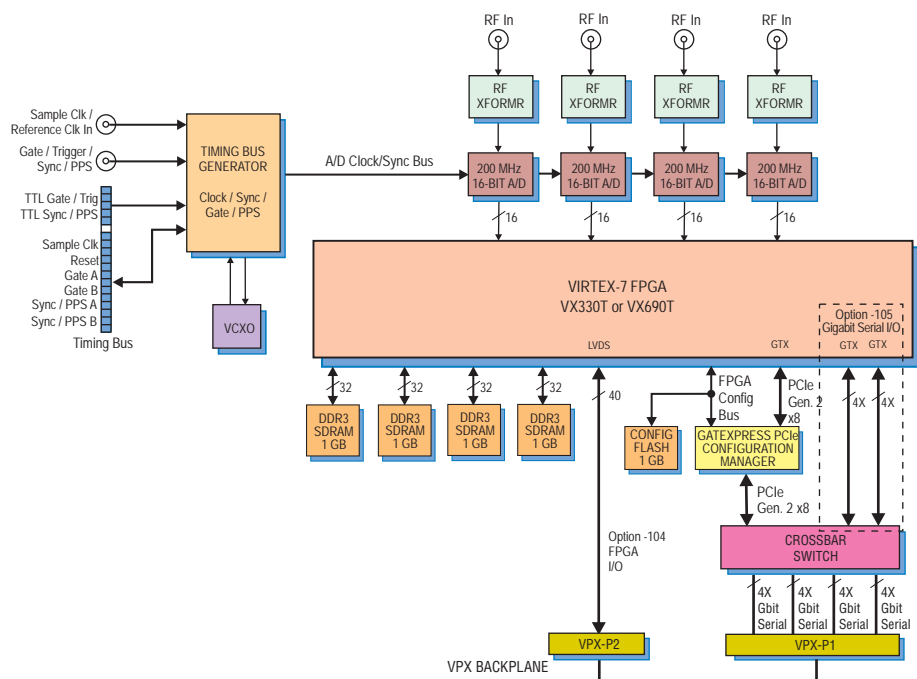 RF In
RF In
RF In
RF In
RF
XFORMR
RF
XFORMR
RF
XFORMR
RF
XFORMR
Sample Clk /
Reference Clk In
Gate / Trigger /
Sync / PPS
TTL Gate / Trig
TTL Sync / PPS
Sample Clk
Reset
Gate A
Gate B
Sync / PPS A
Sync / PPS B
Timing Bus
TIMING BUS
GENERATOR
Clock / Sync /
Gate / PPS
VCXO
A/D Clock/Sync Bus
200 MHz
16-BIT A/D
200 MHz
16-BIT A/D
200 MHz
16-BIT A/D
200 MHz
16-BIT A/D
16
16
16
16
VIRTEX-7 FPGA
VX330T or VX690T
LVDS
GTX
Option -105
Gigabit Serial I/O
GTX
GTX
32
32
32
32
40
DDR3
SDRAM
1 GB
DDR3
SDRAM
1 GB
DDR3
SDRAM
1 GB
DDR3
SDRAM
1 GB
FPGA
Config
Bus
PCIe
Gen. 2
x8
4X
4X
CONFIG
FLASH
1 GB
GATEXPRESS PCIe
CONFIGURATION
MANAGER
PCIe
Gen. 2 x8
Option -104
FPGA
I/O
CROSSBAR
SWITCH
4X
Gbit
Serial
4X
Gbit
Serial
4X
Gbit
Serial
4X
Gbit
Serial
VPX-P2
VPX-P1
VPX BACKPLANE